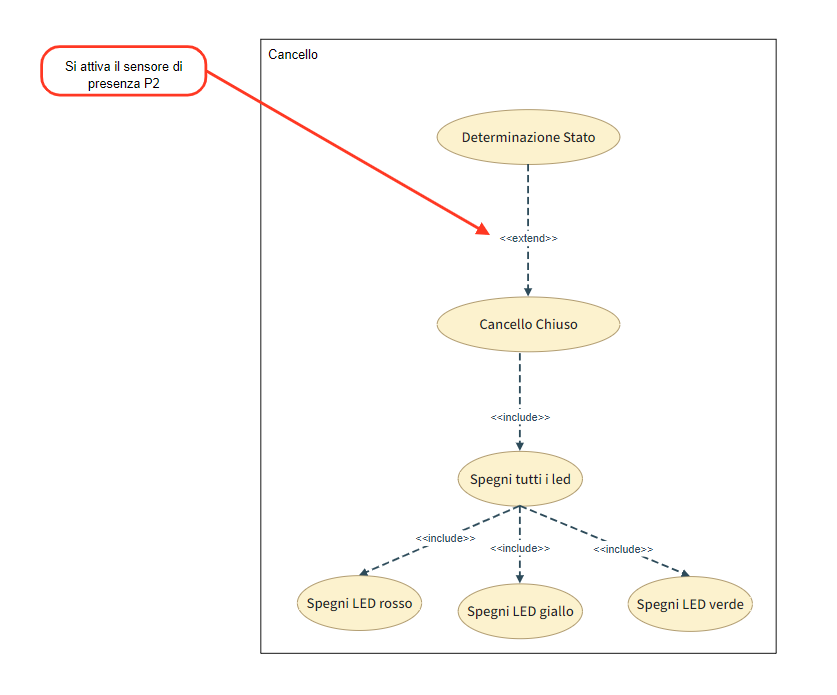 Cancello
Si attiva il sensore di
presenza P2
Determinazione Stato
<<extend>>
Cancello Chiuso
<<include>>
Spegni tutti i led
<<include>>
<<include>>
<<include>>
Spegni LED rosso
Spegni LED giallo
Spegni LED verde